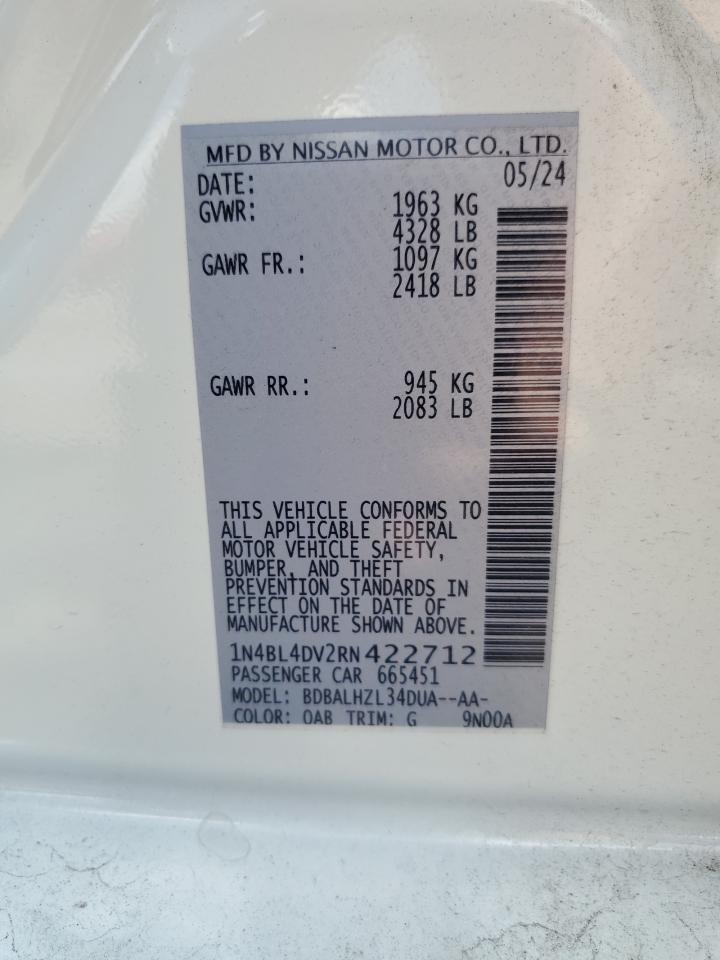 MFD BY NISSAN MOTOR CO., LTD.
DATE: 05/24
GVWR: 1963 KG
4328 LB
GAWR FR.: 1097 KG
2418 LB
GAWR RR.: 945 KG
2083 LB
THIS VEHICLE CONFORMS TO
ALL APPLICABLE FEDERAL
MOTOR VEHICLE SAFETY,
BUMPER, AND THEFT
PREVENTION STANDARDS IN
EFFECT ON THE DATE OF
MANUFACTURE SHOWN ABOVE.
1N4BL4DV2RN422712
PASSENGER CAR 665451
MODEL: BDBALHZL34DUA--AA-
COLOR: QAB TRIM: G 9N00A